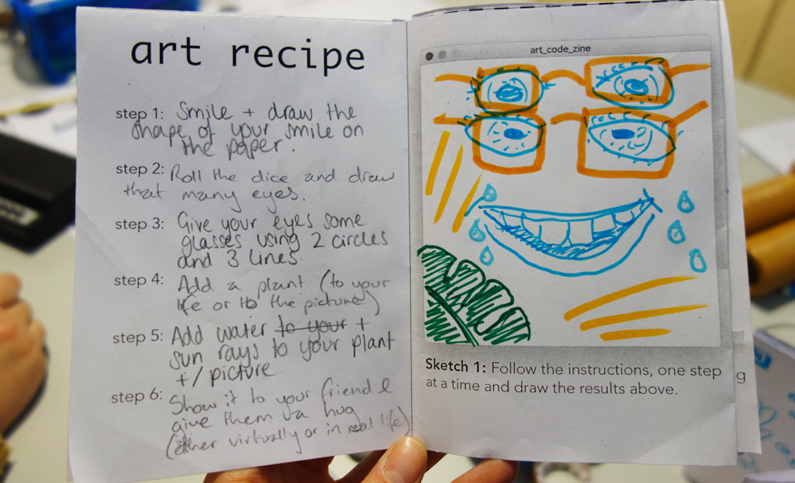 art recipe
step 1: Smile + draw the
shape of your smile on
the paper.
step 2: Roll the dice and draw
that many eyes.
step 3: Give your eyes some
glasses using 2 circles
and 3 lines.
step 4: Add a plant (to your
life or to the picture)
step 5: Add water to your +
sun rays to your plant
+/ picture
step 6: Show it to your friend &
give them a hug
(either virtually or in real life)
art_code_zine
Sketch 1: Follow the instructions, one step
at a time and draw the results above.
g